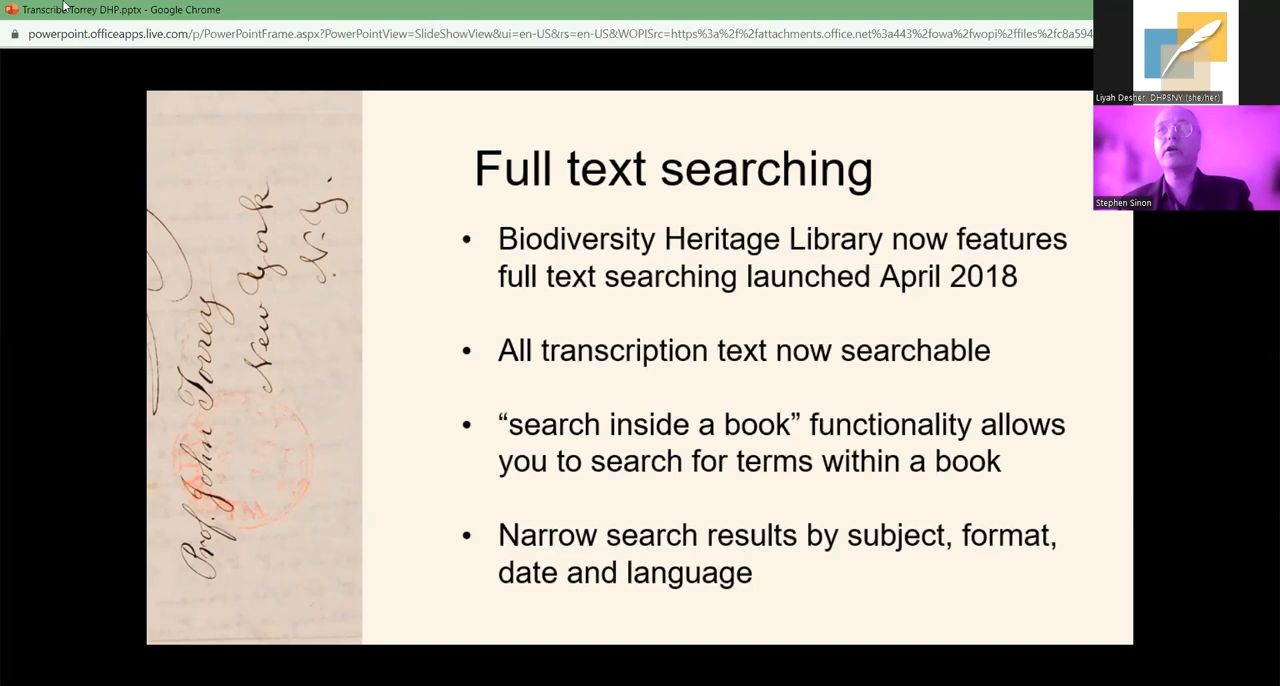 Transcribe Torrey DHP.pptx - Google Chrome
powerpoint.officeapps.live.com/p/PowerPointFrame.aspx?PowerPointView=SlideShowView&ui=en-US&rs=en-US&WOPISrc=https%3a%2f%2fattachments.office.net%3a443%2fowa%2fwopi%2ffiles%2fc8a594
Liyah Desher, DHPSNY (she/her)
Stephen Sinon
Prof. John Torrey
New York
N.Y.
Full text searching
• Biodiversity Heritage Library now features
full text searching launched April 2018
• All transcription text now searchable
• “search inside a book” functionality allows
you to search for terms within a book
• Narrow search results by subject, format,
date and language